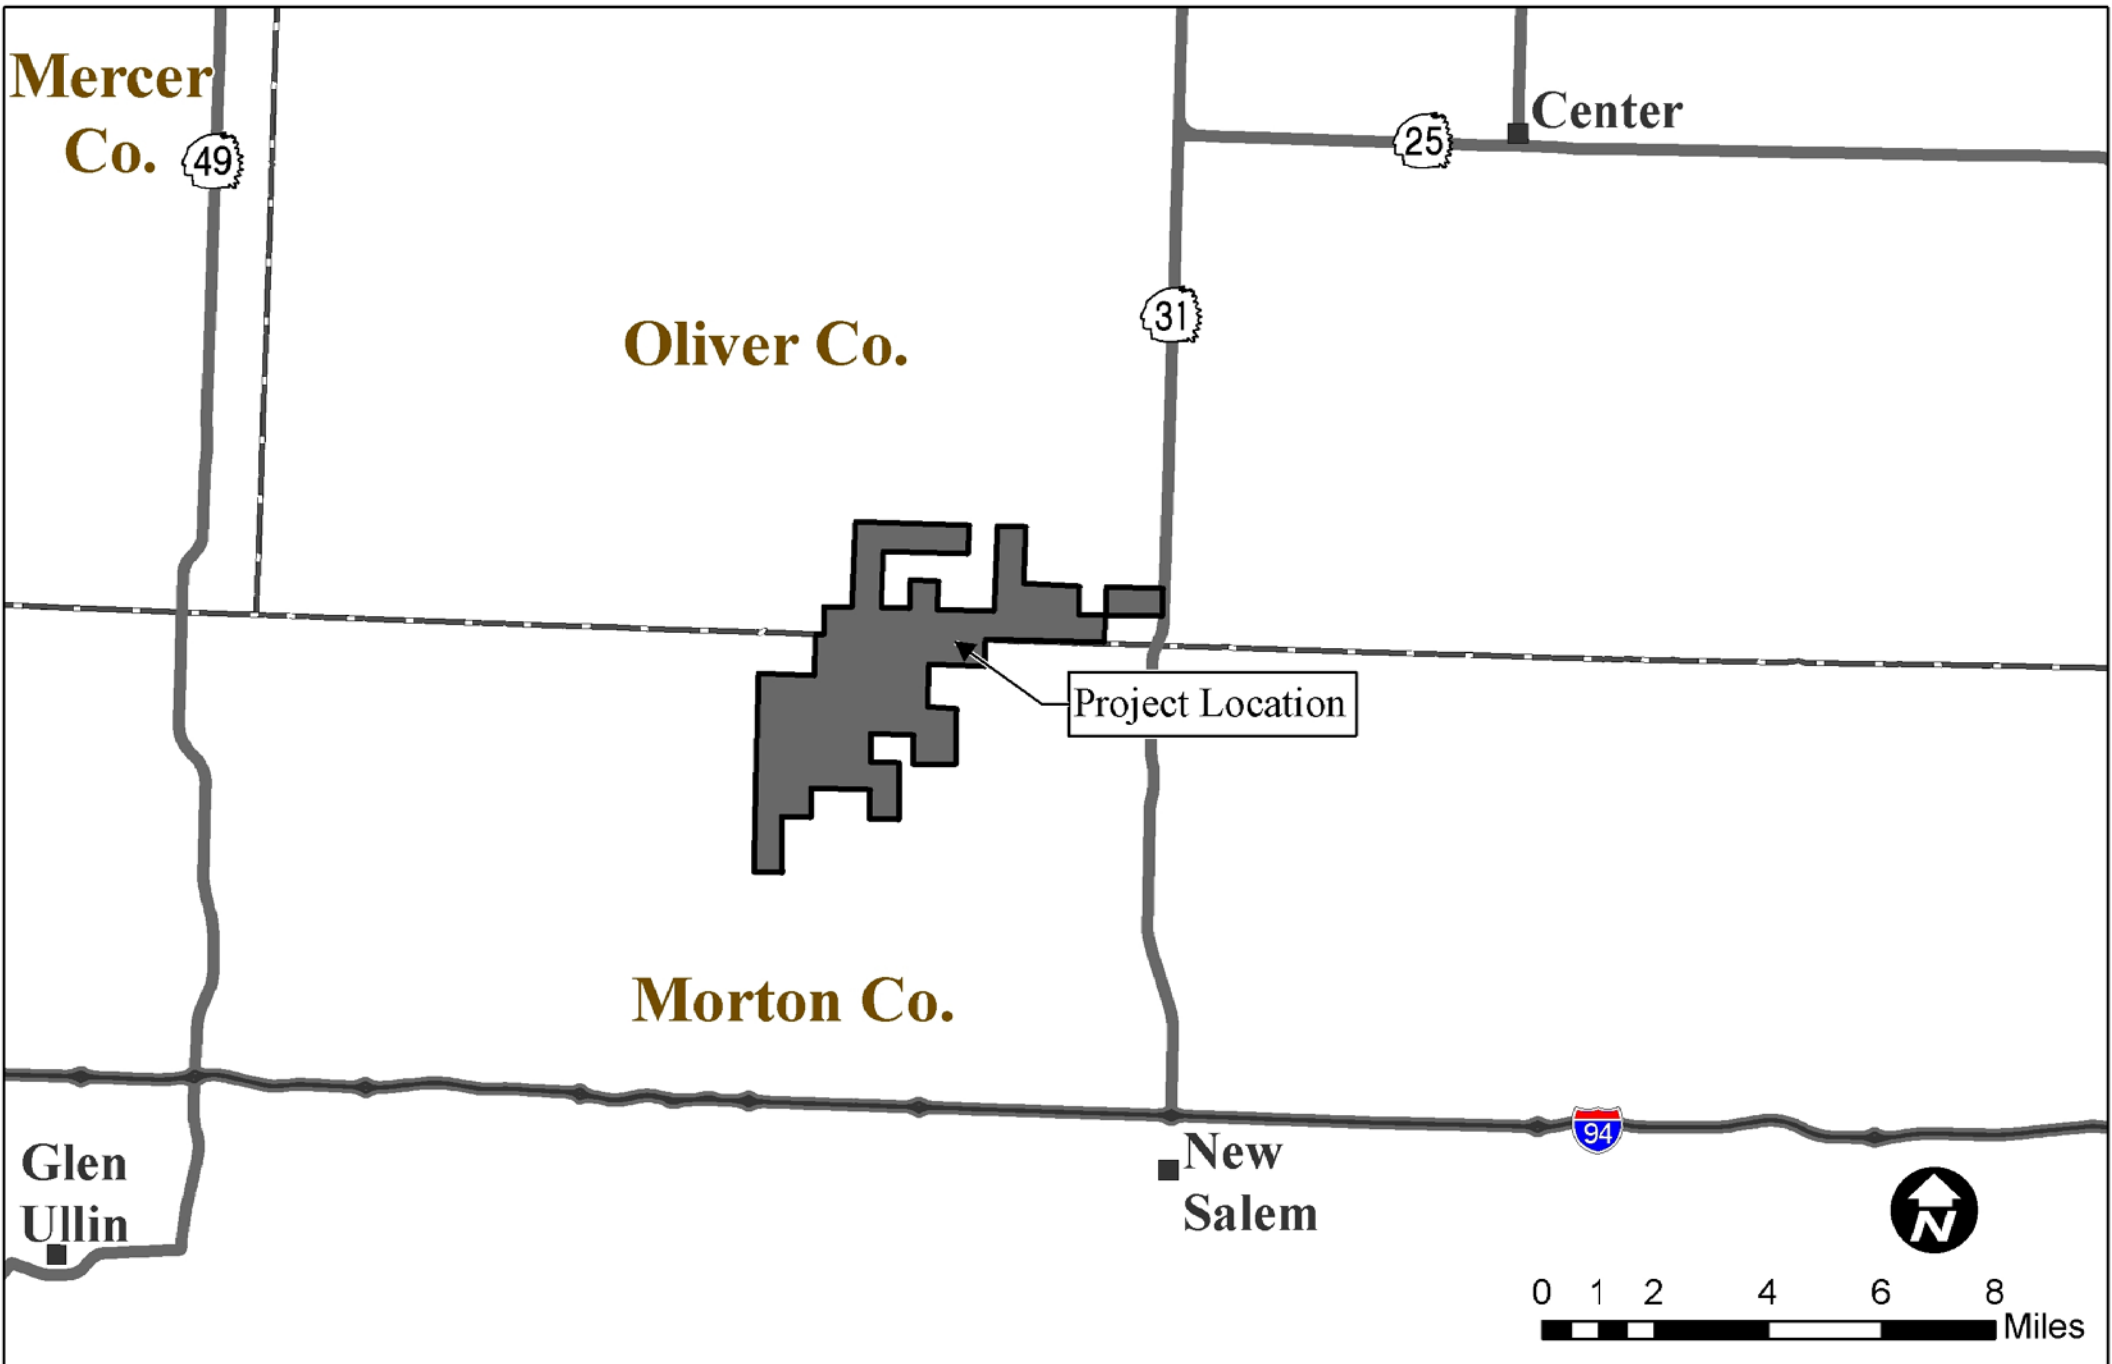 Mercer
Co.
49
Center
25
31
Oliver Co.
Project Location
Morton Co.
94
Glen
Ullin
New
Salem
N
0 1 2 4 6 8
Miles